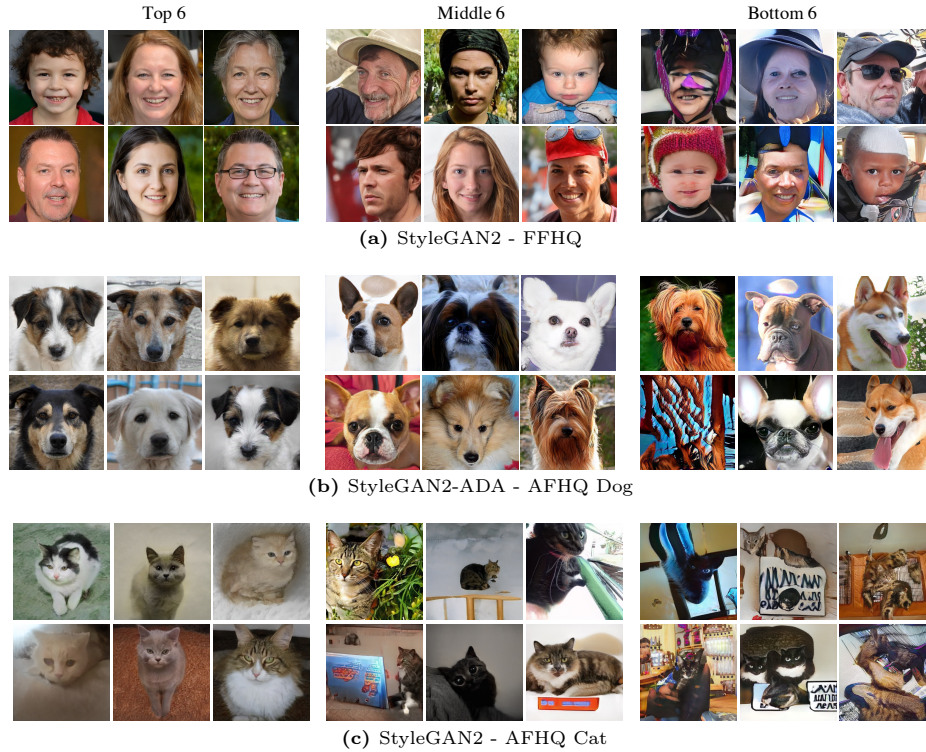 Top 6 Middle 6 Bottom 6
(a) StyleGAN2 - FFHQ
(b) StyleGAN2-ADA - AFHQ Dog
(c) StyleGAN2 - AFHQ Cat